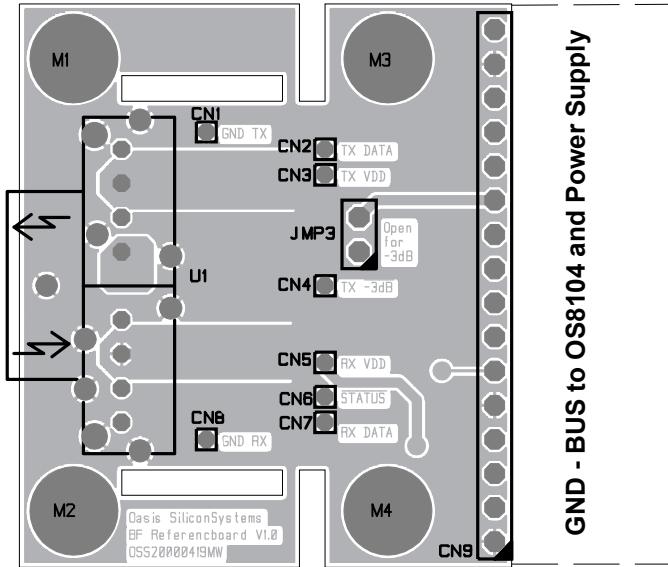 M1
M3
CN1
GND TX
CN2
TX DATA
CN3
TX VDD
JMP3
Open
for
-3dB
U1
CN4
TX -3dB
CN5
RX VDD
CN6
STATUS
CN7
RX DATA
CN8
GND RX
M2
M4
Oasis SiliconSystems
BF Referencboard V1.0
OSS20000419MW
CN9
GND - BUS to OS8104 and Power Supply